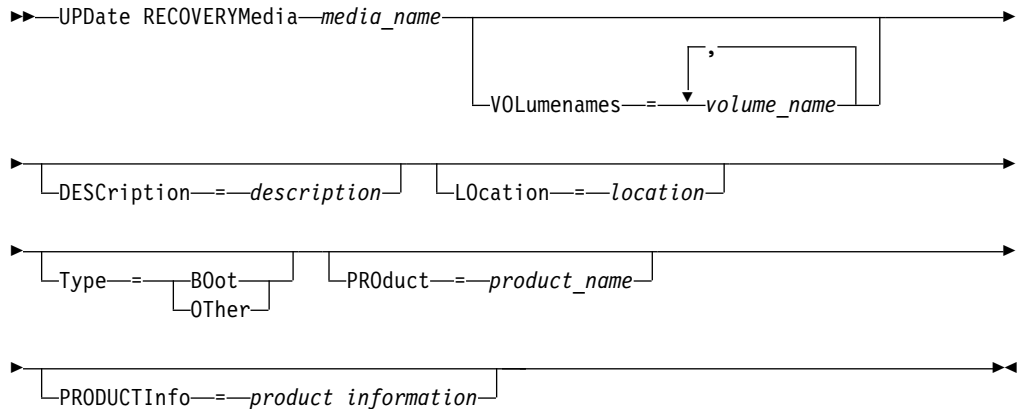 UPDate RECOVERYMedia media_name
,
VOLumenames = volume_name
DESCription = description LOcation = location
Type = BOot PROduct = product_name
OTher
PRODUCTInfo = product information